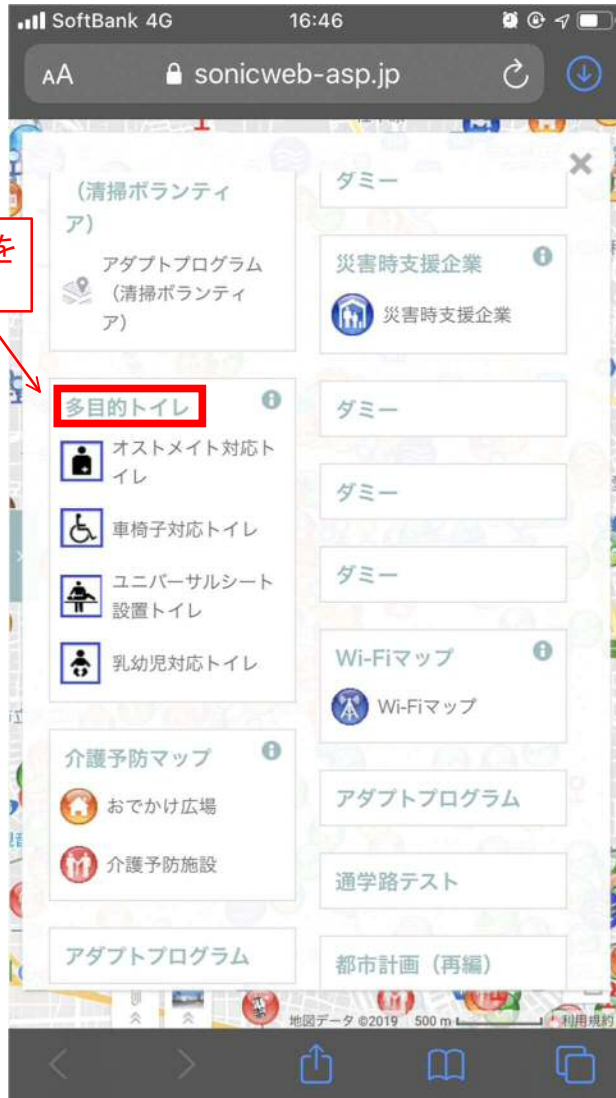 SoftBank 4G
16:46
AA
sonicweb-asp.jp
を
(清掃ボランティ
ア)
アダプトプログラム
(清掃ボランティ
ア)
多目的トイレ
オストメイト対応ト
イレ
車椅子対応トイレ
ユニバーサルシート
設置トイレ
乳幼児対応トイレ
介護予防マップ
おでかけ広場
介護予防施設
アダプトプログラム
ダミー
災害時支援企業
災害時支援企業
ダミー
ダミー
ダミー
Wi-Fiマップ
Wi-Fiマップ
アダプトプログラム
通学路テスト
都市計画（再編）
地図データ ©2019
500 m
利用規約